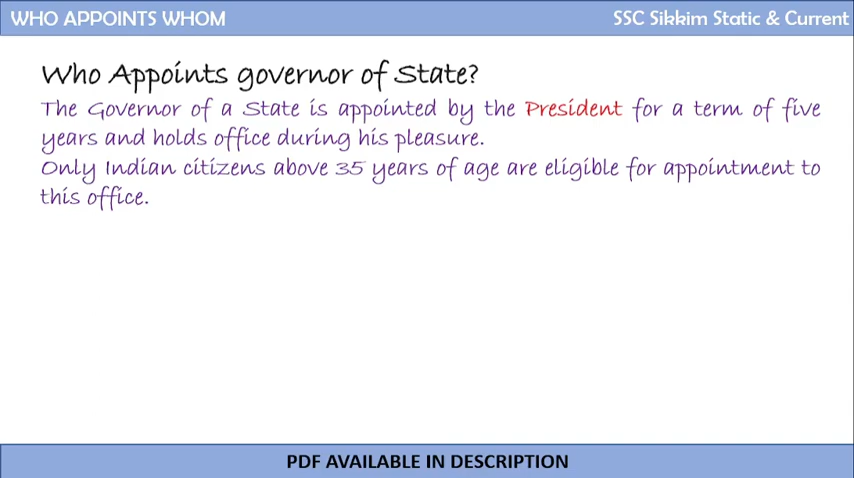 WHO APPOINTS WHOM
SSC Sikkim Static & Current
Who Appoints governor of State?
The Governor of a State is appointed by the President for a term of five
years and holds office during his pleasure.
Only Indian citizens above 35 years of age are eligible for appointment to
this office.
PDF AVAILABLE IN DESCRIPTION